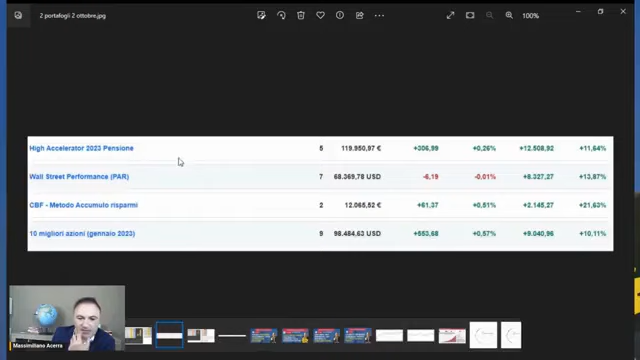 2 portafogli 2 ottobre.jpg
100%
High Accelerator 2023 Pensione 5 119.950,97 € +306,99 +0,26% +12.508,92 +11,64%
Wall Street Performance (PAR) 7 68.369,78 USD -6,19 -0,01% +8.327,27 +13,87%
CBF - Metodo Accumulo risparmi 2 12.065,52 € +61,37 +0,51% +2.145,27 +21,63%
10 migliori azioni (gennaio 2023) 9 98.484,63 USD +553,68 +0,57% +9.040,96 +10,11%
Massimiliano Acerra